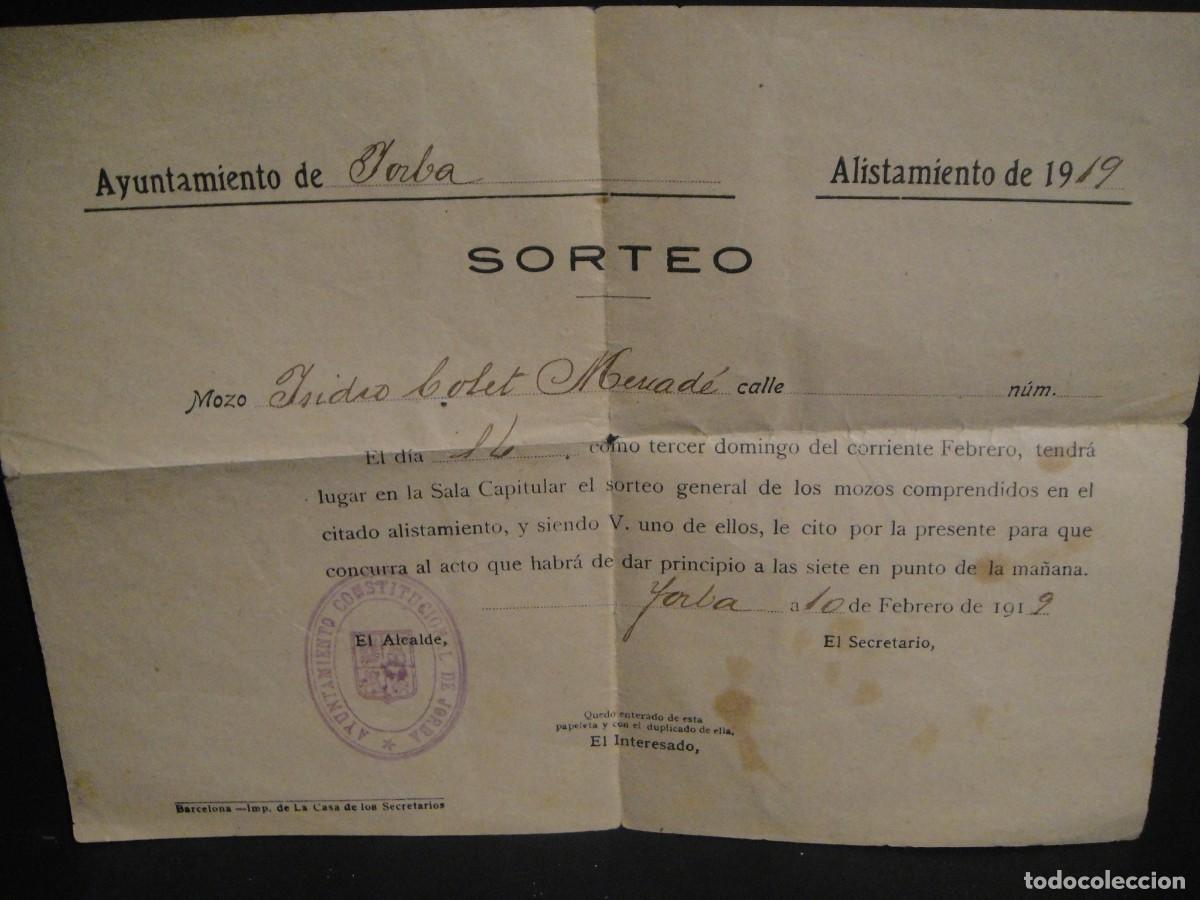 Ayuntamiento de Jorba
Alistamiento de 1919
SORTEO
Mozo Isidro Colet Mercadé calle núm.
El día 16. como tercer domingo del corriente Febrero, tendrá
lugar en la Sala Capitular el sorteo general de los mozos comprendidos en el
citado alistamiento, y siendo V. uno de ellos, le cito por la presente para que
concurra al acto que habrá de dar principio a las siete en punto de la mañana.
Jorba a 10 de Febrero de 1919
El Alcalde,
El Secretario,
AYUNTAMIENTO CONSTITUCIONAL DE JORBA
Quedo enterado de esta
papeleta y con el duplicado de ella.
El Interesado,
Barcelona —Imp. de La Casa de los Secretarios
todocoleccion